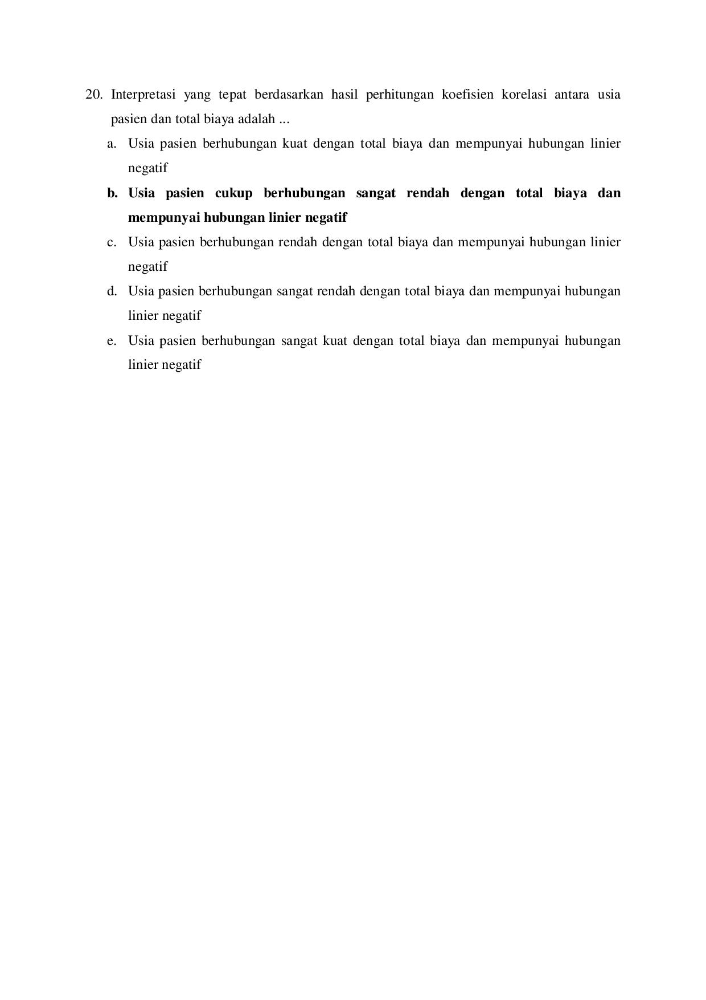 20. Interpretasi yang tepat berdasarkan hasil perhitungan koefisien korelasi antara usia
pasien dan total biaya adalah ...
a. Usia pasien berhubungan kuat dengan total biaya dan mempunyai hubungan linier
negatif
b. Usia pasien cukup berhubungan sangat rendah dengan total biaya dan
mempunyai hubungan linier negatif
c. Usia pasien berhubungan rendah dengan total biaya dan mempunyai hubungan linier
negatif
d. Usia pasien berhubungan sangat rendah dengan total biaya dan mempunyai hubungan
linier negatif
e. Usia pasien berhubungan sangat kuat dengan total biaya dan mempunyai hubungan
linier negatif